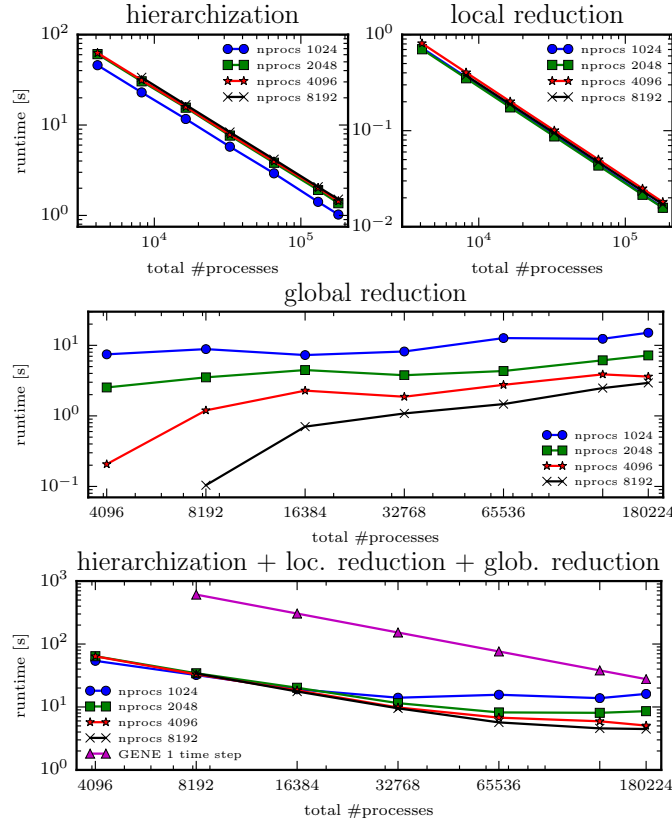 hierarchization
local reduction
runtime [s]
10^2
10^1
10^0
nprocs 1024
nprocs 2048
nprocs 4096
nprocs 8192
10^4
10^5
total #processes
10^0
10^-1
10^-2
nprocs 1024
nprocs 2048
nprocs 4096
nprocs 8192
10^4
10^5
total #processes
global reduction
runtime [s]
10^1
10^0
10^-1
nprocs 1024
nprocs 2048
nprocs 4096
nprocs 8192
4096
8192
16384
32768
65536
180224
total #processes
hierarchization + loc. reduction + glob. reduction
runtime [s]
10^3
10^2
10^1
10^0
nprocs 1024
nprocs 2048
nprocs 4096
nprocs 8192
GENE 1 time step
4096
8192
16384
32768
65536
180224
total #processes